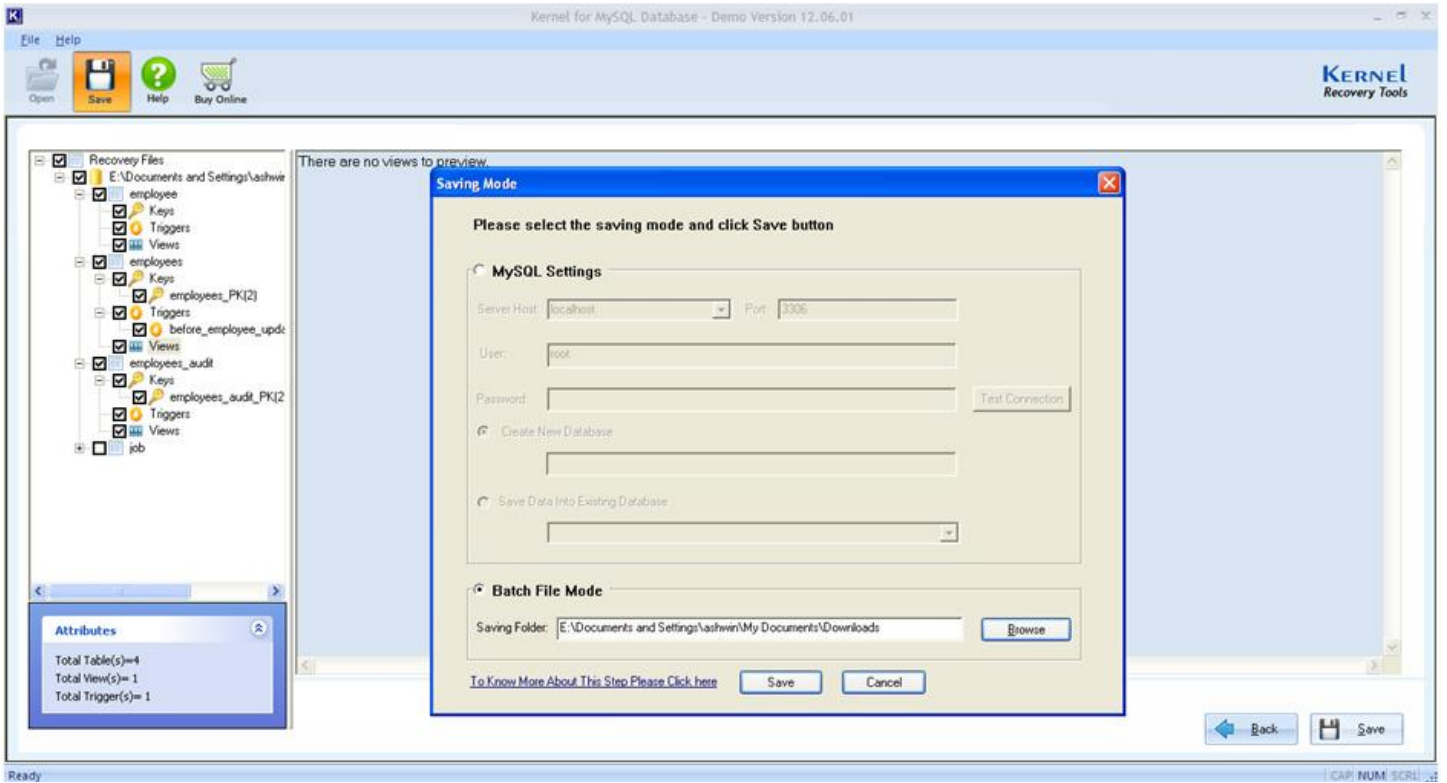 Kernel for MySQL Database - Demo Version 12.06.01
File Help
Open Save Help Buy Online
KERNEL
Recovery Tools
Recovery Files
E:\Documents and Settings\ashwin
employee
Keys
Triggers
Views
employees
Keys
employees_PK(2)
Triggers
before_employee_upda
Views
employees_audit
Keys
employees_audit_PK(2
Triggers
Views
job
Attributes
Total Table(s)=4
Total View(s)= 1
Total Trigger(s)= 1
There are no views to preview.
Saving Mode
Please select the saving mode and click Save button
MySQL Settings
Server Host: localhost Port: 3306
User: root
Password:
Test Connection
Create New Database
Save Data Into Existing Database
Batch File Mode
Saving Folder: E:\Documents and Settings\ashwin\My Documents\Downloads Browse
To Know More About This Step Please Click here Save Cancel
Back Save
Ready CAP NUM SCRL